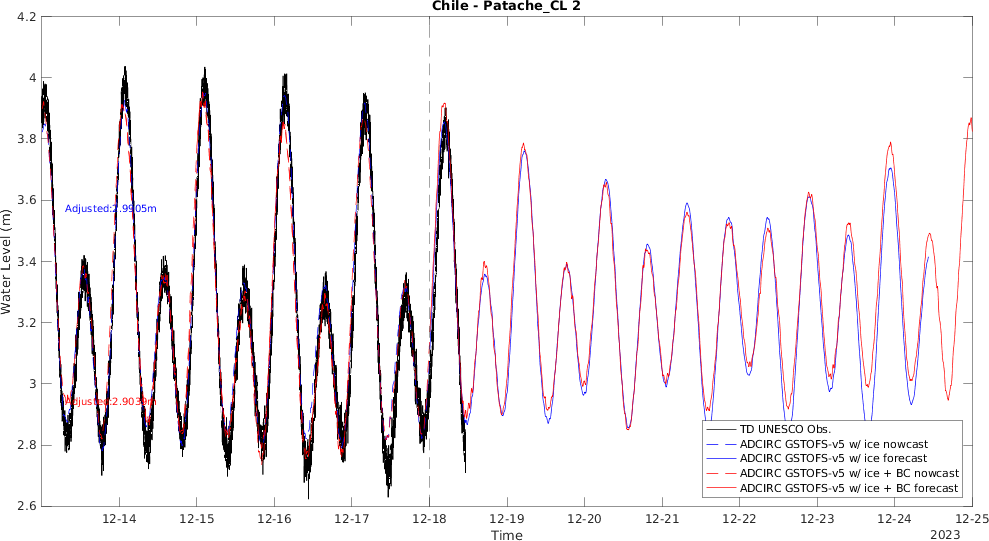 Chile - Patache_CL 2
4.2
4
3.8
3.6
3.4
3.2
3
2.8
2.6
Water Level (m)
Adjusted:2.9905m
Adjusted:2.9039m
TD UNESCO Obs.
ADCIRC GSTOFS-v5 w/ ice nowcast
ADCIRC GSTOFS-v5 w/ ice forecast
ADCIRC GSTOFS-v5 w/ ice + BC nowcast
ADCIRC GSTOFS-v5 w/ ice + BC forecast
12-14 12-15 12-16 12-17 12-18 12-19 12-20 12-21 12-22 12-23 12-24 12-25
Time
2023